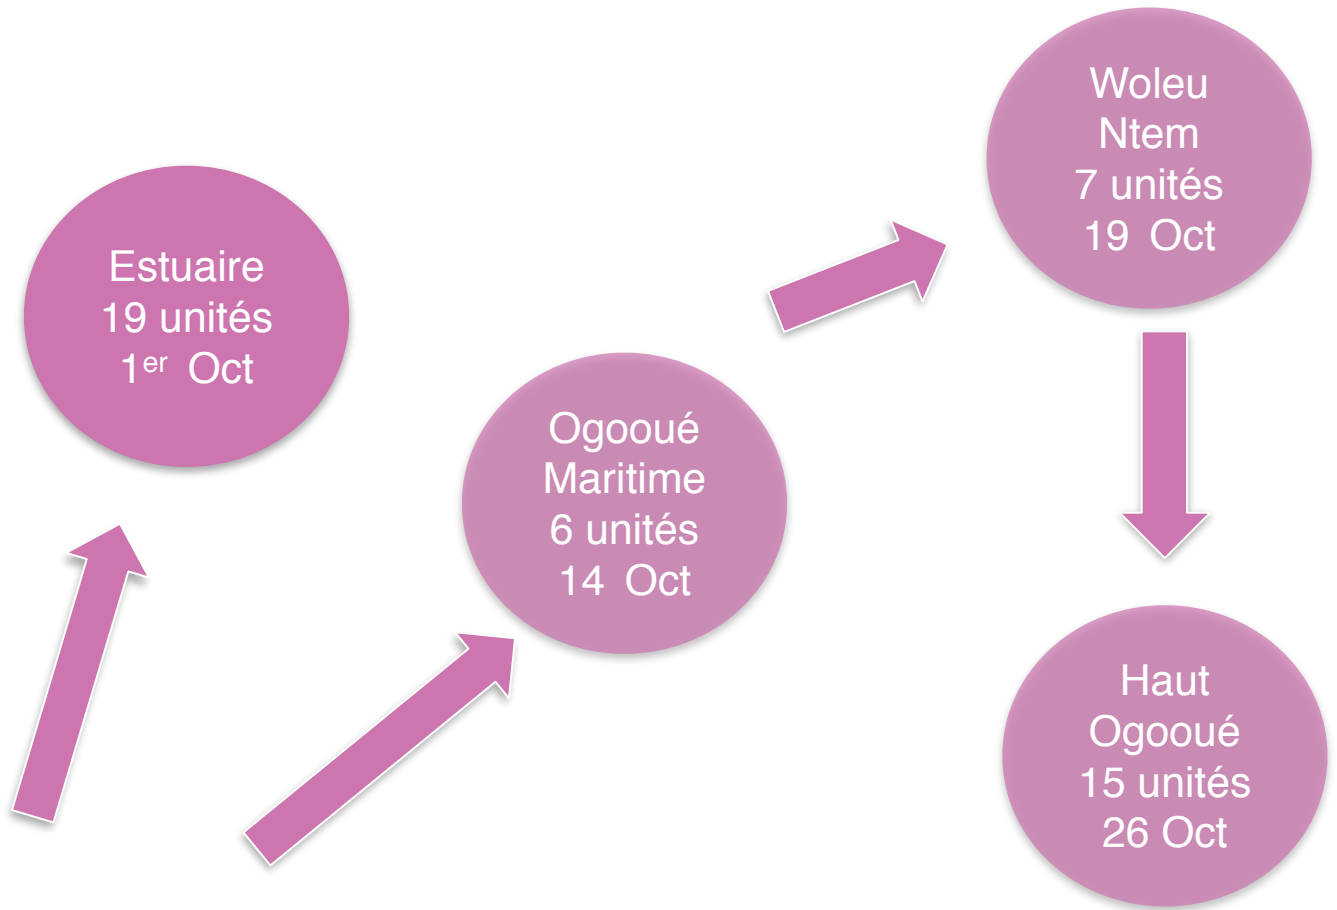 Estuaire
19 unités
1er Oct
Ogooué
Maritime
6 unités
14 Oct
Woleu
Ntem
7 unités
19 Oct
Haut
Ogooué
15 unités
26 Oct